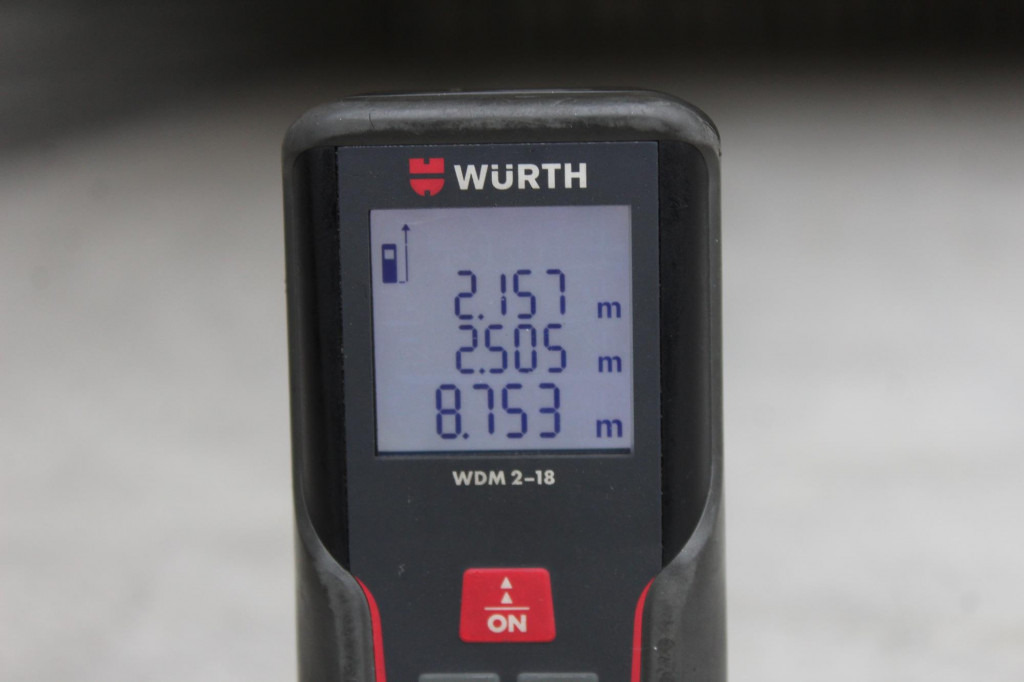 WÜRTH
2.157 m
2.505 m
8.753 m
WDM 2-18
ON